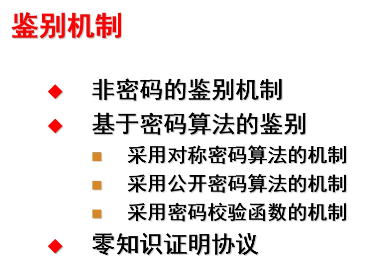 鉴别机制
非密码的鉴别机制
基于密码算法的鉴别
采用对称密码算法的机制
采用公开密码算法的机制
采用密码校验函数的机制
零知识证明协议